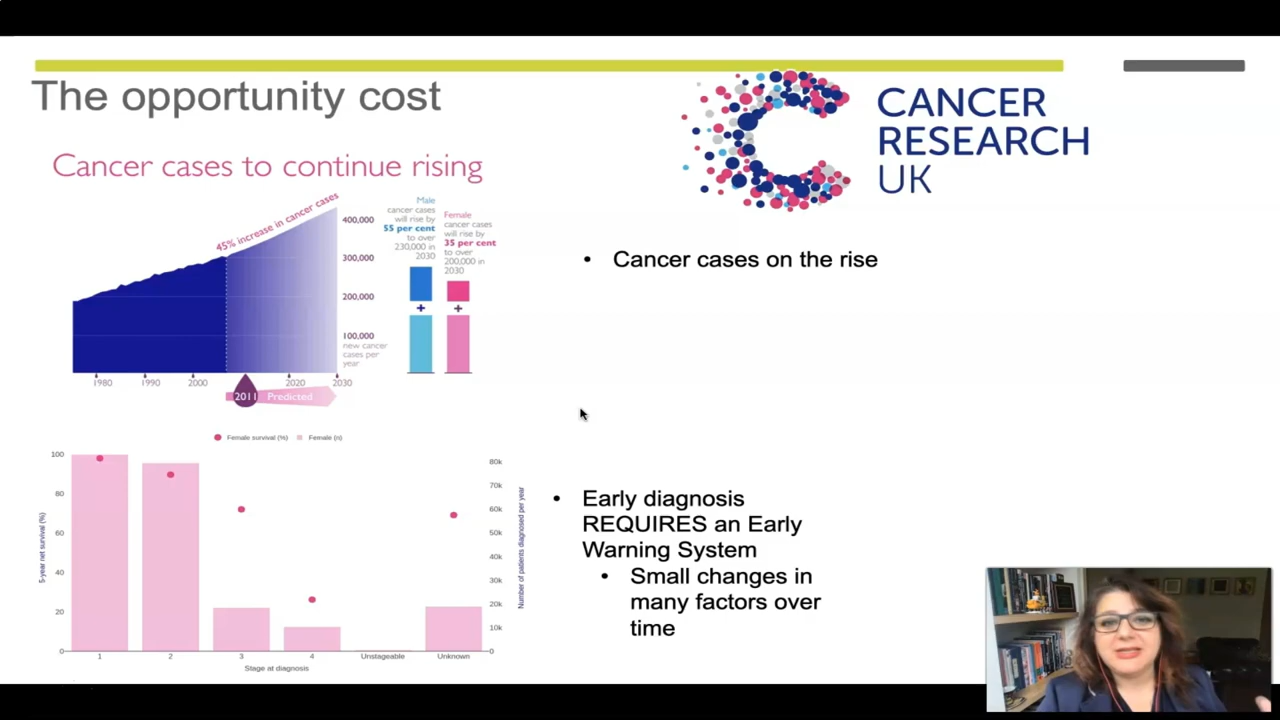 The opportunity cost
CANCER
RESEARCH
UK
Cancer cases to continue rising
45% increase in cancer cases
400,000
300,000
200,000
100,000
new cancer
cases per
year
1980
1990
2000
2011
2020
2030
Predicted
Male
cancer cases
will rise by
55 per cent
to over
230,000 in
2030
Female
cancer cases
will rise by
35 per cent
to over
200,000 in
2030
+
+
• Cancer cases on the rise
Female survival (%)
Female (n)
5-year net survival (%)
100
80
60
40
20
0
80k
70k
60k
50k
40k
30k
20k
10k
0
Number of patients diagnosed per year
1
2
3
4
Unstageable
Unknown
Stage at diagnosis
• Early diagnosis
REQUIRES an Early
Warning System
• Small changes in
many factors over
time